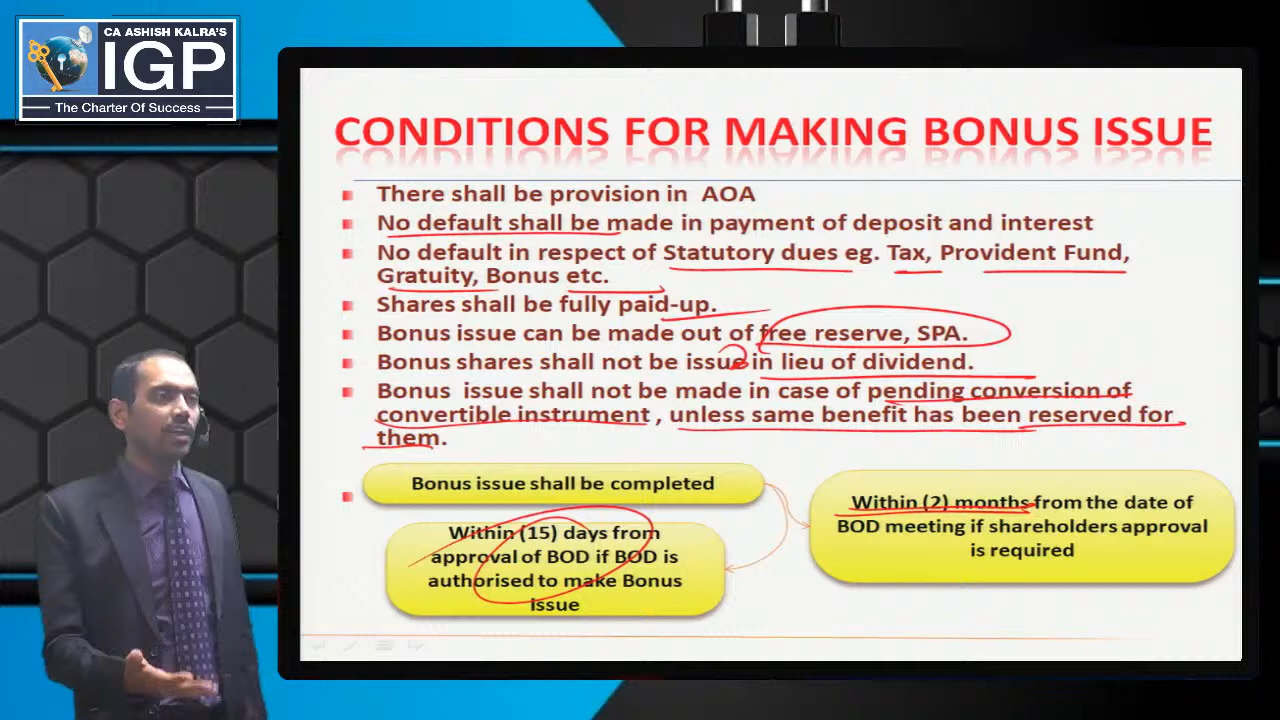 CA ASHISH KALRA'S
IGP
The Charter Of Success
CONDITIONS FOR MAKING BONUS ISSUE
There shall be provision in AOA
No default shall be made in payment of deposit and interest
No default in respect of Statutory dues eg. Tax, Provident Fund,
Gratuity, Bonus etc.
Shares shall be fully paid-up.
Bonus issue can be made out of free reserve, SPA.
Bonus shares shall not be issue in lieu of dividend.
Bonus issue shall not be made in case of pending conversion of
convertible instrument , unless same benefit has been reserved for
them.
Bonus issue shall be completed
Within (15) days from
approval of BOD if BOD is
authorised to make Bonus
issue
Within (2) months from the date of
BOD meeting if shareholders approval
is required